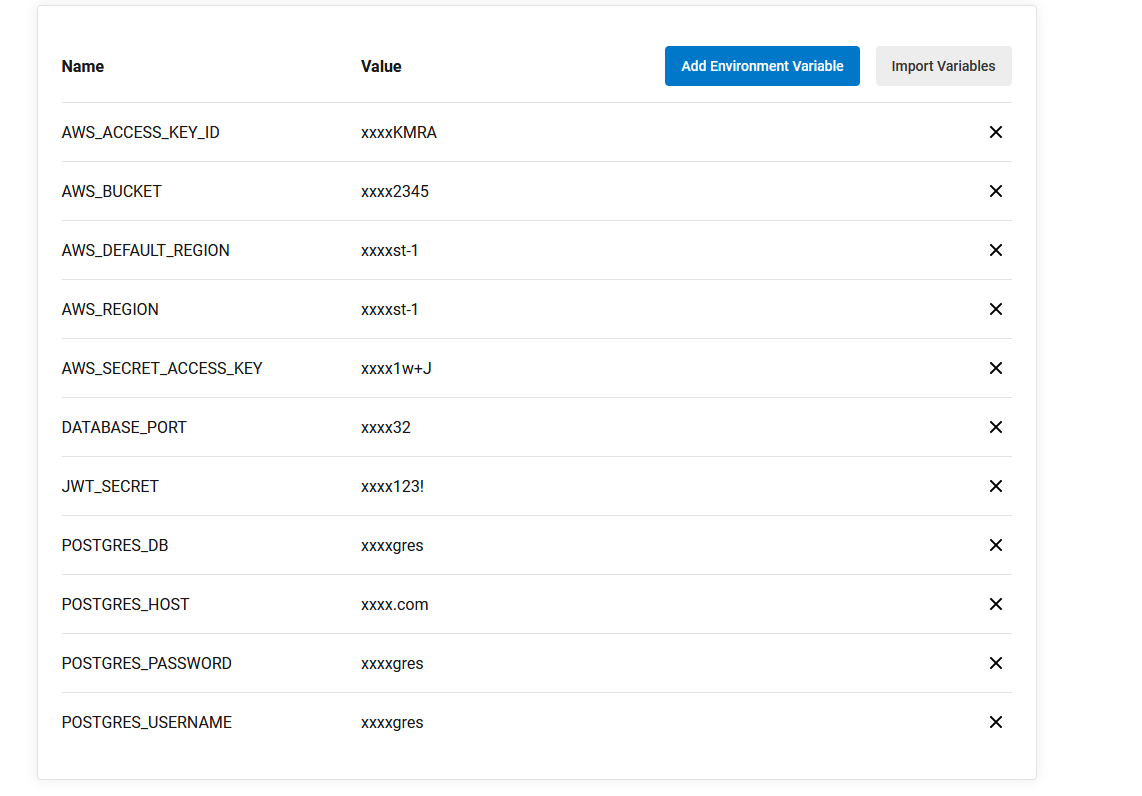 Name Value Add Environment Variable Import Variables
AWS_ACCESS_KEY_ID xxxxKMRA
AWS_BUCKET xxxx2345
AWS_DEFAULT_REGION xxxxst-1
AWS_REGION xxxxst-1
AWS_SECRET_ACCESS_KEY xxxx1w+J
DATABASE_PORT xxxx32
JWT_SECRET xxxx123!
POSTGRES_DB xxxxgres
POSTGRES_HOST xxxx.com
POSTGRES_PASSWORD xxxxgres
POSTGRES_USERNAME xxxxgres